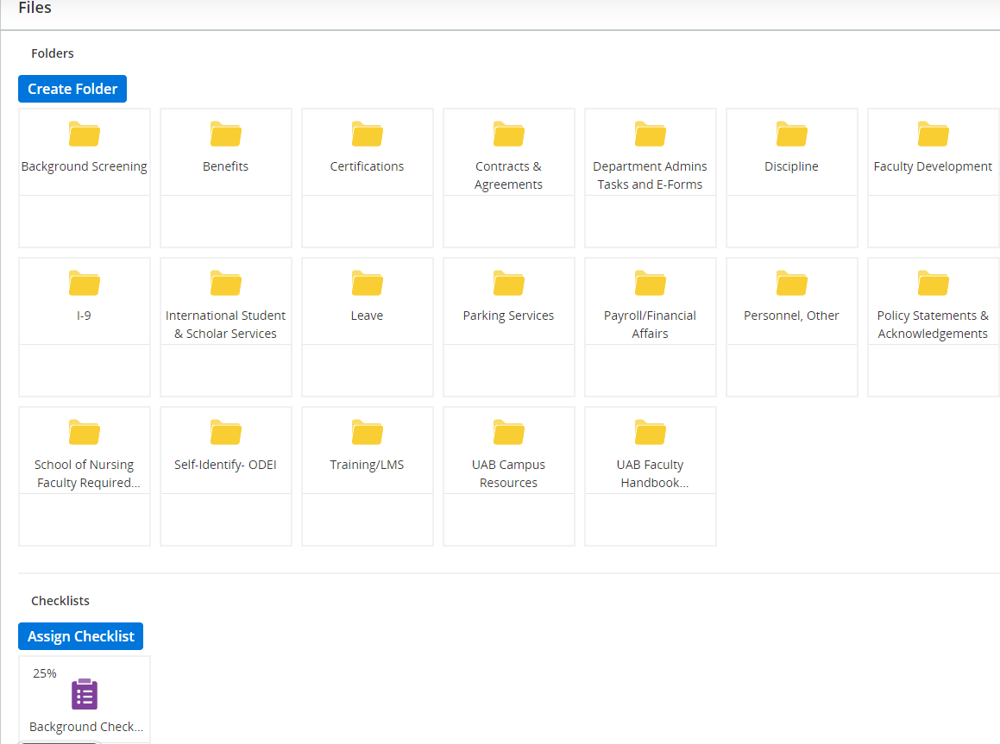 Files
Folders
Create Folder
Background Screening
Benefits
Certifications
Contracts &
Agreements
Department Admins
Tasks and E-Forms
Discipline
Faculty Development
I-9
International Student
& Scholar Services
Leave
Parking Services
Payroll/Financial
Affairs
Personnel, Other
Policy Statements &
Acknowledgements
School of Nursing
Faculty Required...
Self-Identify- ODEI
Training/LMS
UAB Campus
Resources
UAB Faculty
Handbook...
Checklists
Assign Checklist
25%
Background Check...